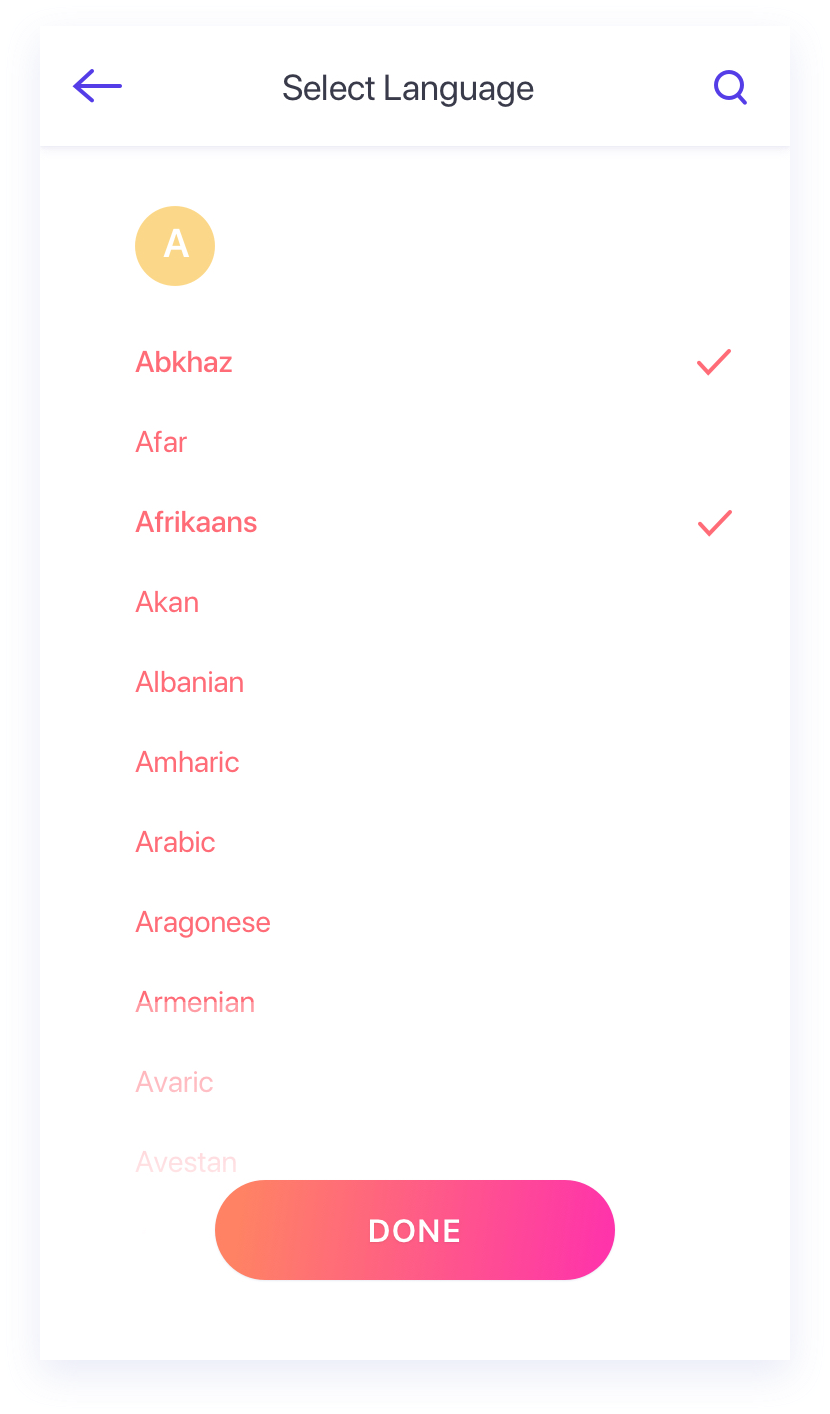 Select Language
A
Abkhaz
Afar
Afrikaans
Akan
Albanian
Amharic
Arabic
Aragonese
Armenian
Avaric
Avestan
DONE